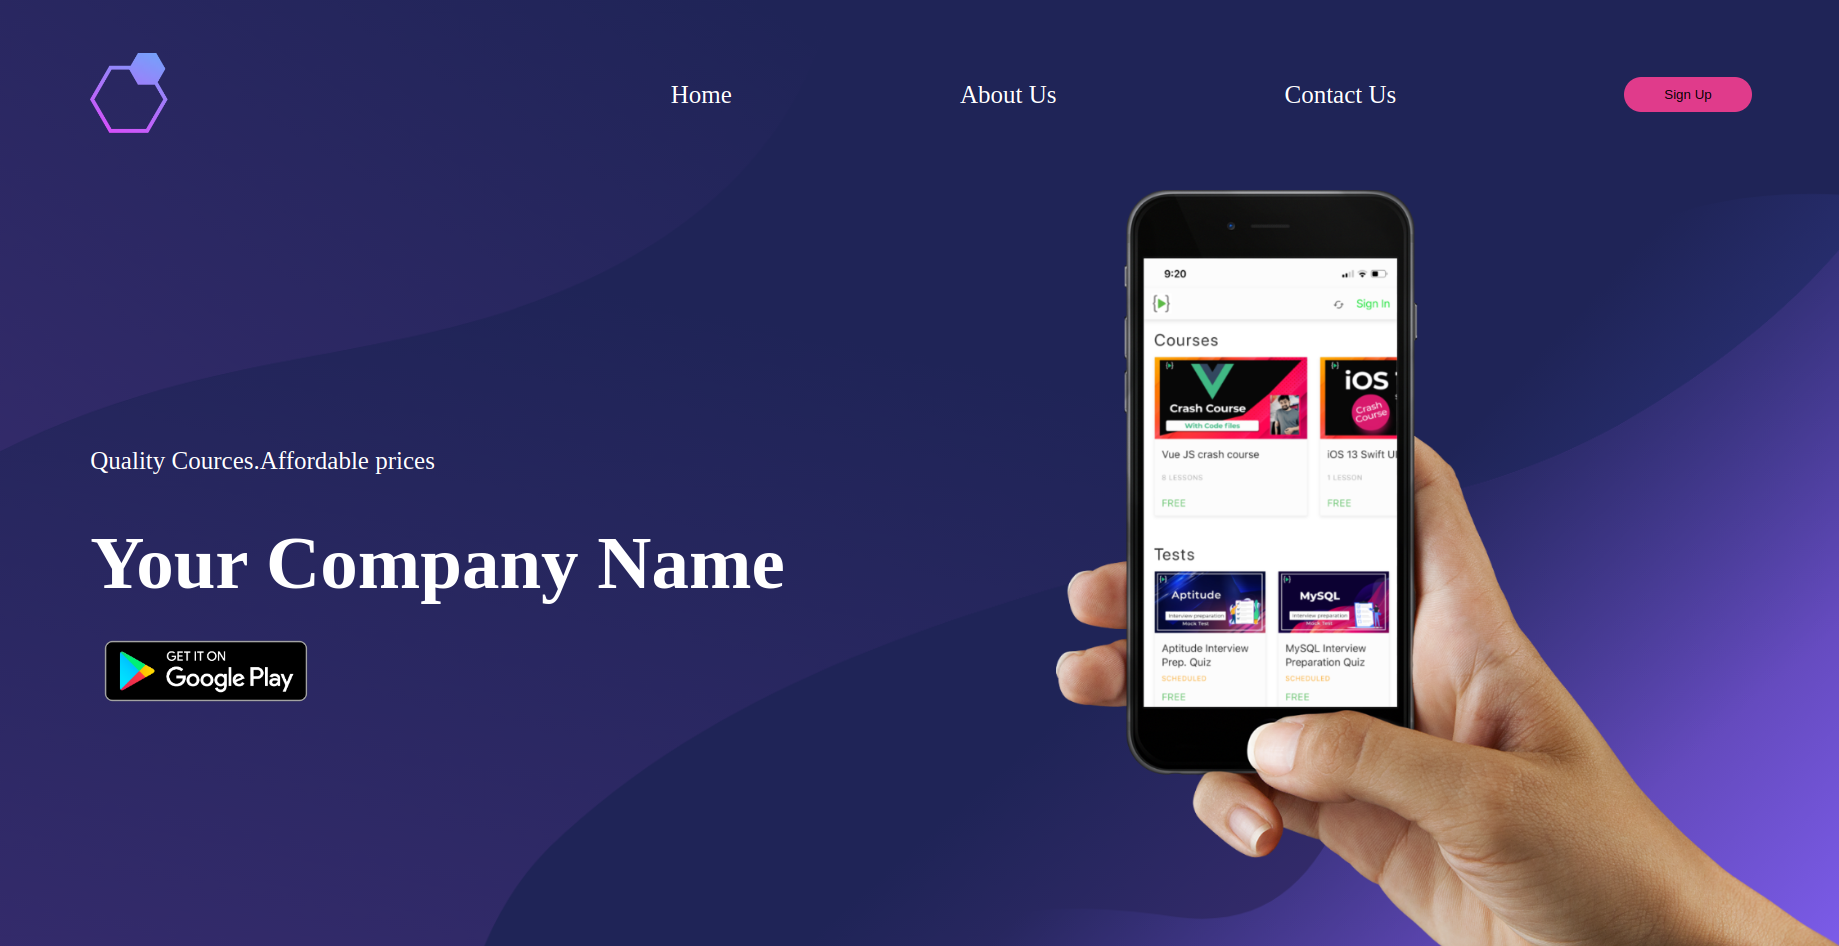 Home
About Us
Contact Us
Sign Up
Quality Cources.Affordable prices
Your Company Name
GET IT ON
Google Play
9:20
Sign In
Courses
Crash Course
With Code files
iOS
Crash
Course
Vue JS crash course
iOS 13 Swift UI
8 LESSONS
1 LESSON
FREE
FREE
Tests
Aptitude
Interview preparation
Mock Test
MySQL
Interview preparation
Mock Test
Aptitude Interview
Prep. Quiz
MySQL Interview
Preparation Quiz
SCHEDULED
SCHEDULED
FREE
FREE